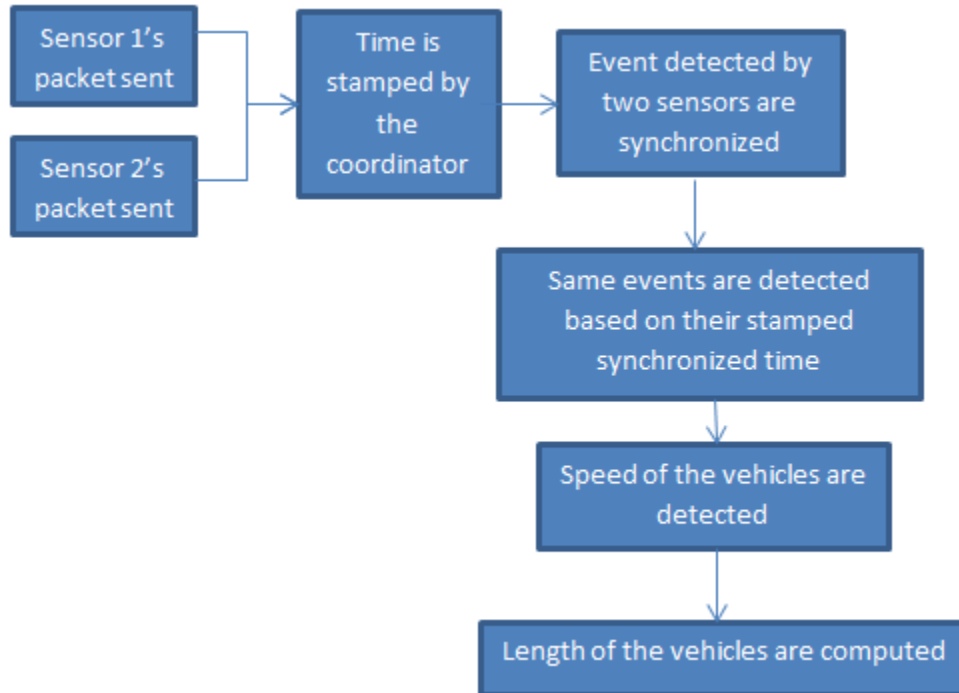 Sensor 1's
packet sent
Sensor 2's
packet sent
Time is
stamped by
the
coordinator
Event detected by
two sensors are
synchronized
Same events are detected
based on their stamped
synchronized time
Speed of the vehicles are
detected
Length of the vehicles are computed